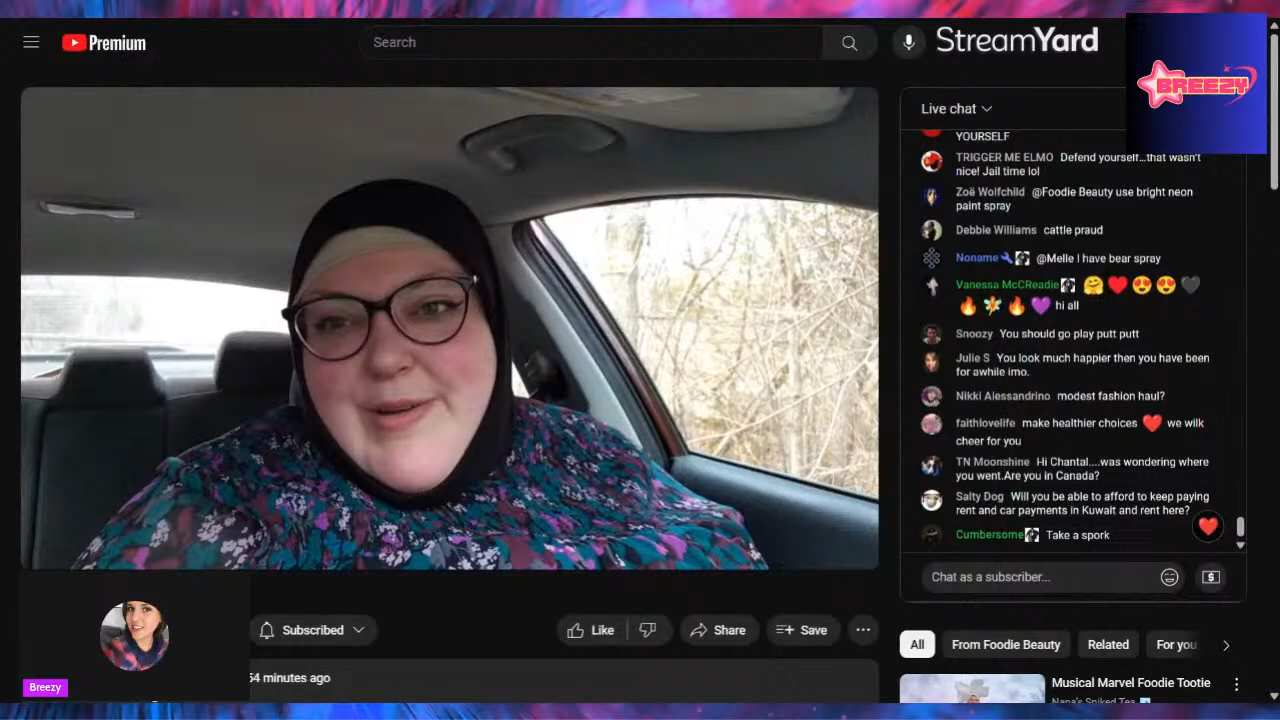 Premium
Search
StreamYard
BREEZY
Live chat
YOURSELF
TRIGGER ME ELMO Defend yourself...that wasn't
nice! Jail time lol
Zoë Wolfchild @Foodie Beauty use bright neon
paint spray
Debbie Williams cattle praud
Noname @Melle I have bear spray
Vanessa McCReadie
hi all
Snoozy You should go play putt putt
Julie S You look much happier then you have been
for awhile imo.
Nikki Alessandrino modest fashion haul?
faithlovelife make healthier choices ❤️ we wilk
cheer for you
TN Moonshine Hi Chantal....was wondering where
you went.Are you in Canada?
Salty Dog Will you be able to afford to keep paying
rent and car payments in Kuwait and rent here?
Cumbersome Take a spork
Chat as a subscriber...
Subscribed
Like
Share
Save
All
From Foodie Beauty
Related
For you
54 minutes ago
Musical Marvel Foodie Tootie
Nana's Spiked Tea
Breezy